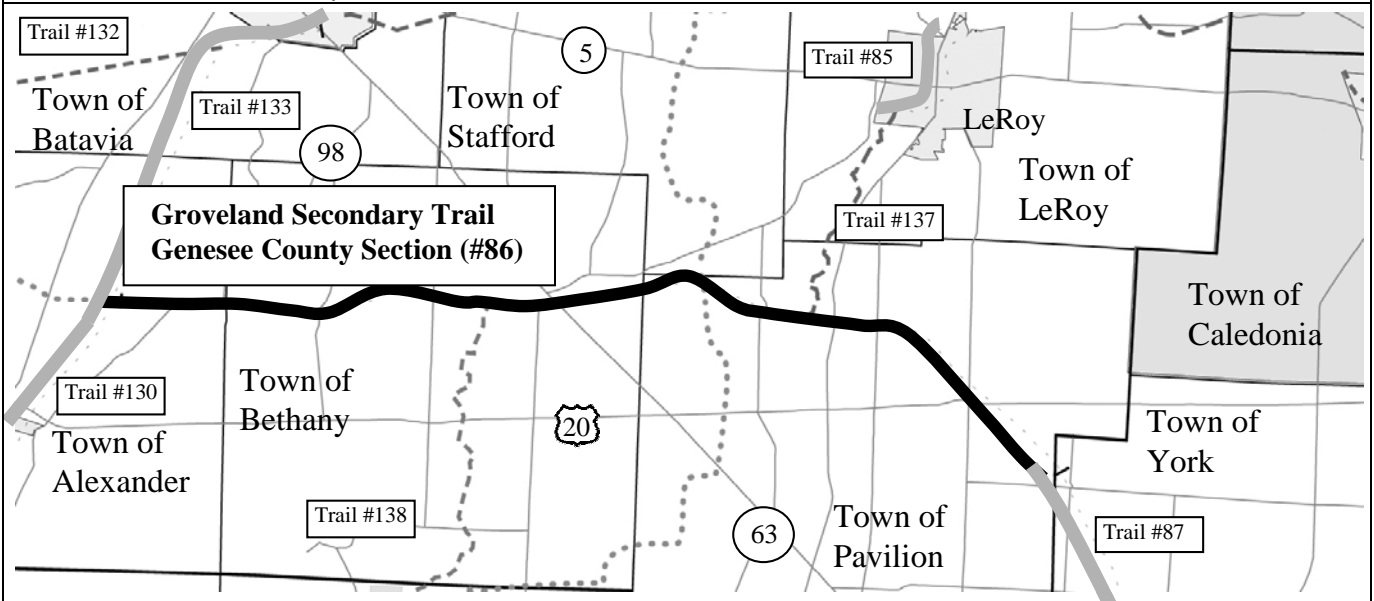 Trail #132
5
Trail #85
Town of
Batavia
Trail #133
Town of
Stafford
LeRoy
98
Town of
LeRoy
Groveland Secondary Trail
Genesee County Section (#86)
Trail #137
Town of
Caledonia
Trail #130
Town of
Bethany
20
Town of
York
Town of
Alexander
Trail #138
63
Town of
Pavilion
Trail #87